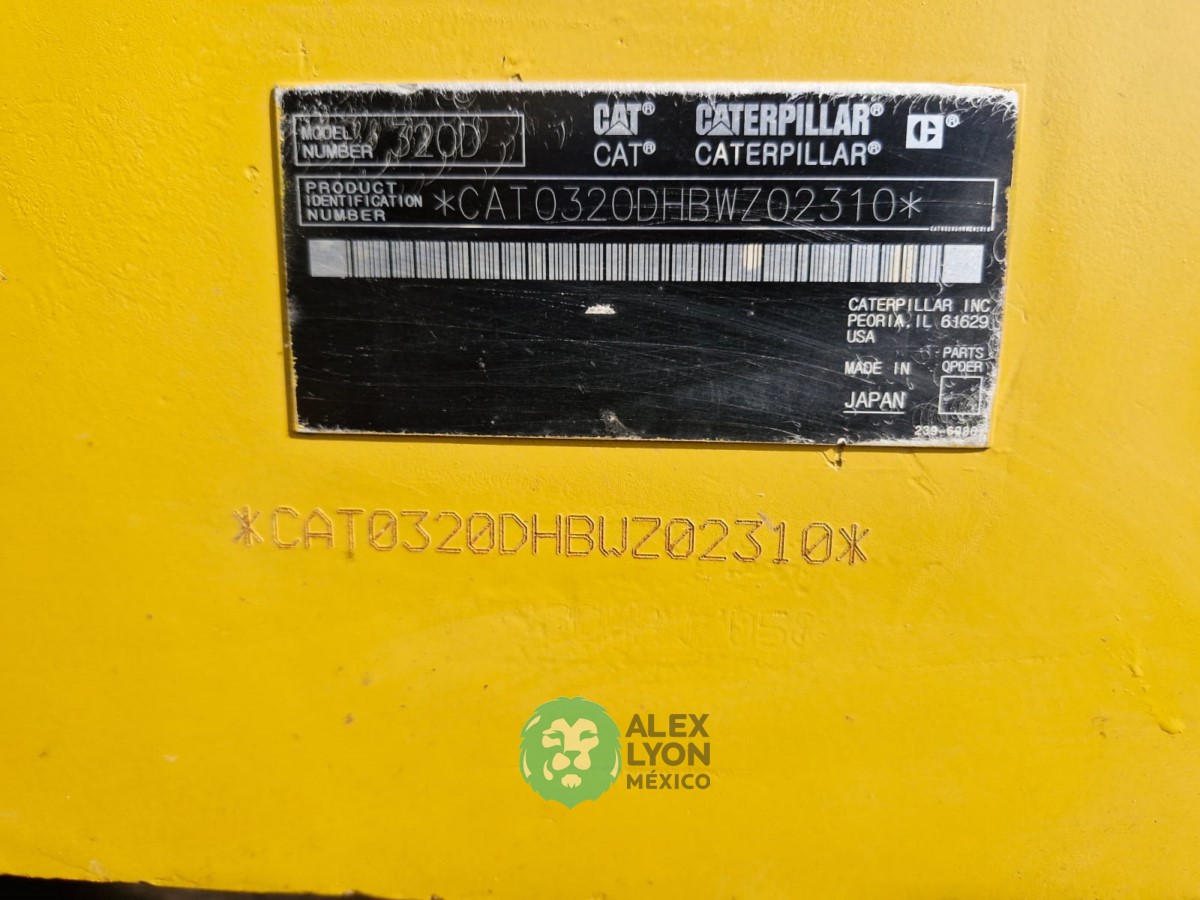 CAT® CATERPILLAR® ®
MODEL NUMBER 320D
CAT® CATERPILLAR®
PRODUCT IDENTIFICATION NUMBER *CAT0320DHBWZ02310*
CATERPILLAR INC
PEORIA, IL 61629
USA
MADE IN
JAPAN
PARTS
ORDER
*CAT0320DHBWZ02310*
ALEX
LYON
MÉXICO